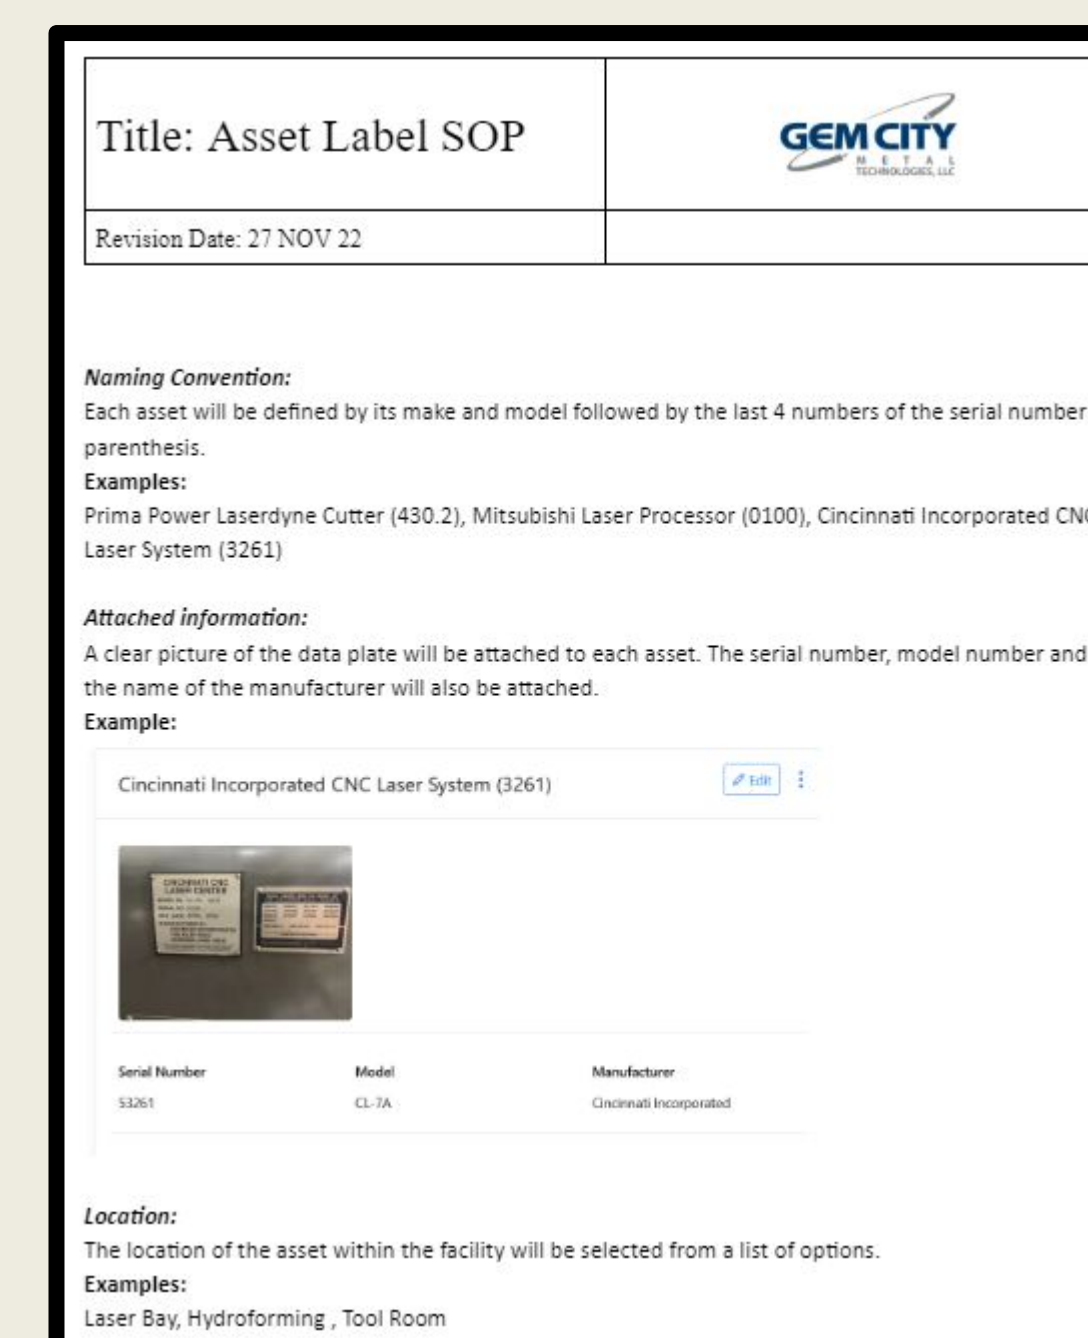 Title: Asset Label SOP
GEM CITY
METAL
TECHNOLOGIES, LLC
Revision Date: 27 NOV 22
Naming Convention:
Each asset will be defined by its make and model followed by the last 4 numbers of the serial number
parenthesis.
Examples:
Prima Power Laserdyne Cutter (430.2), Mitsubishi Laser Processor (0100), Cincinnati Incorporated CNC
Laser System (3261)
Attached information:
A clear picture of the data plate will be attached to each asset. The serial number, model number and
the name of the manufacturer will also be attached.
Example:
Cincinnati Incorporated CNC Laser System (3261)
Edit
CINCINNATI CNC
LASER CENTER
Serial Number Model Manufacturer
53261 CL-7A Cincinnati Incorporated
Location:
The location of the asset within the facility will be selected from a list of options.
Examples:
Laser Bay, Hydroforming , Tool Room